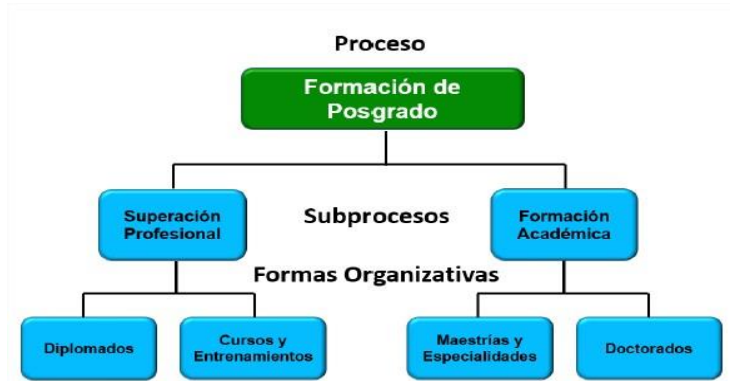 Proceso
Formación de
Posgrado
Superación
Profesional
Subprocesos
Formación
Académica
Formas Organizativas
Diplomados
Cursos y
Entrenamientos
Maestrías y
Especialidades
Doctorados